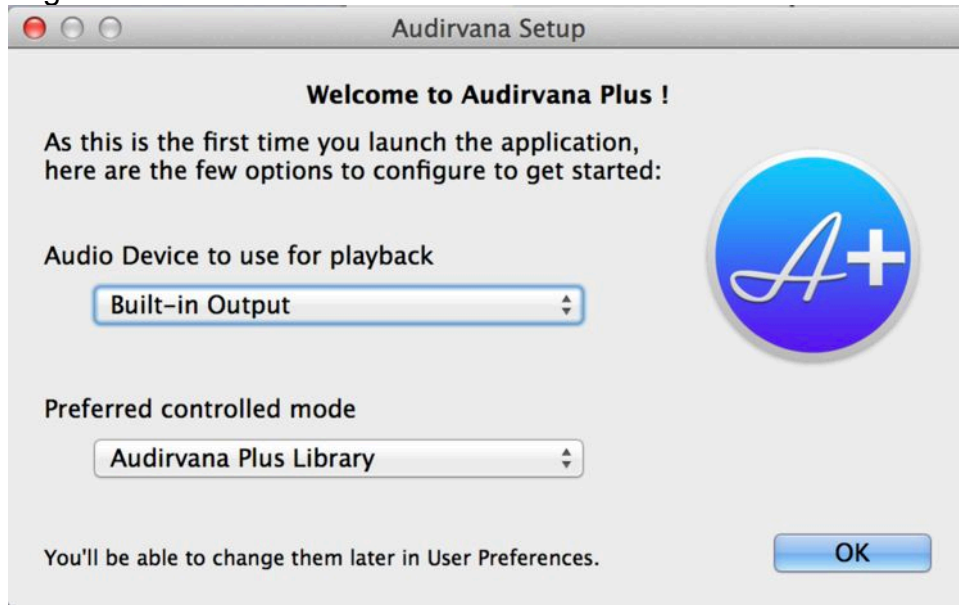 Audirvana Setup
Welcome to Audirvana Plus !
As this is the first time you launch the application,
here are the few options to configure to get started:
A+
Audio Device to use for playback
Built-in Output
Preferred controlled mode
Audirvana Plus Library
You'll be able to change them later in User Preferences.
OK